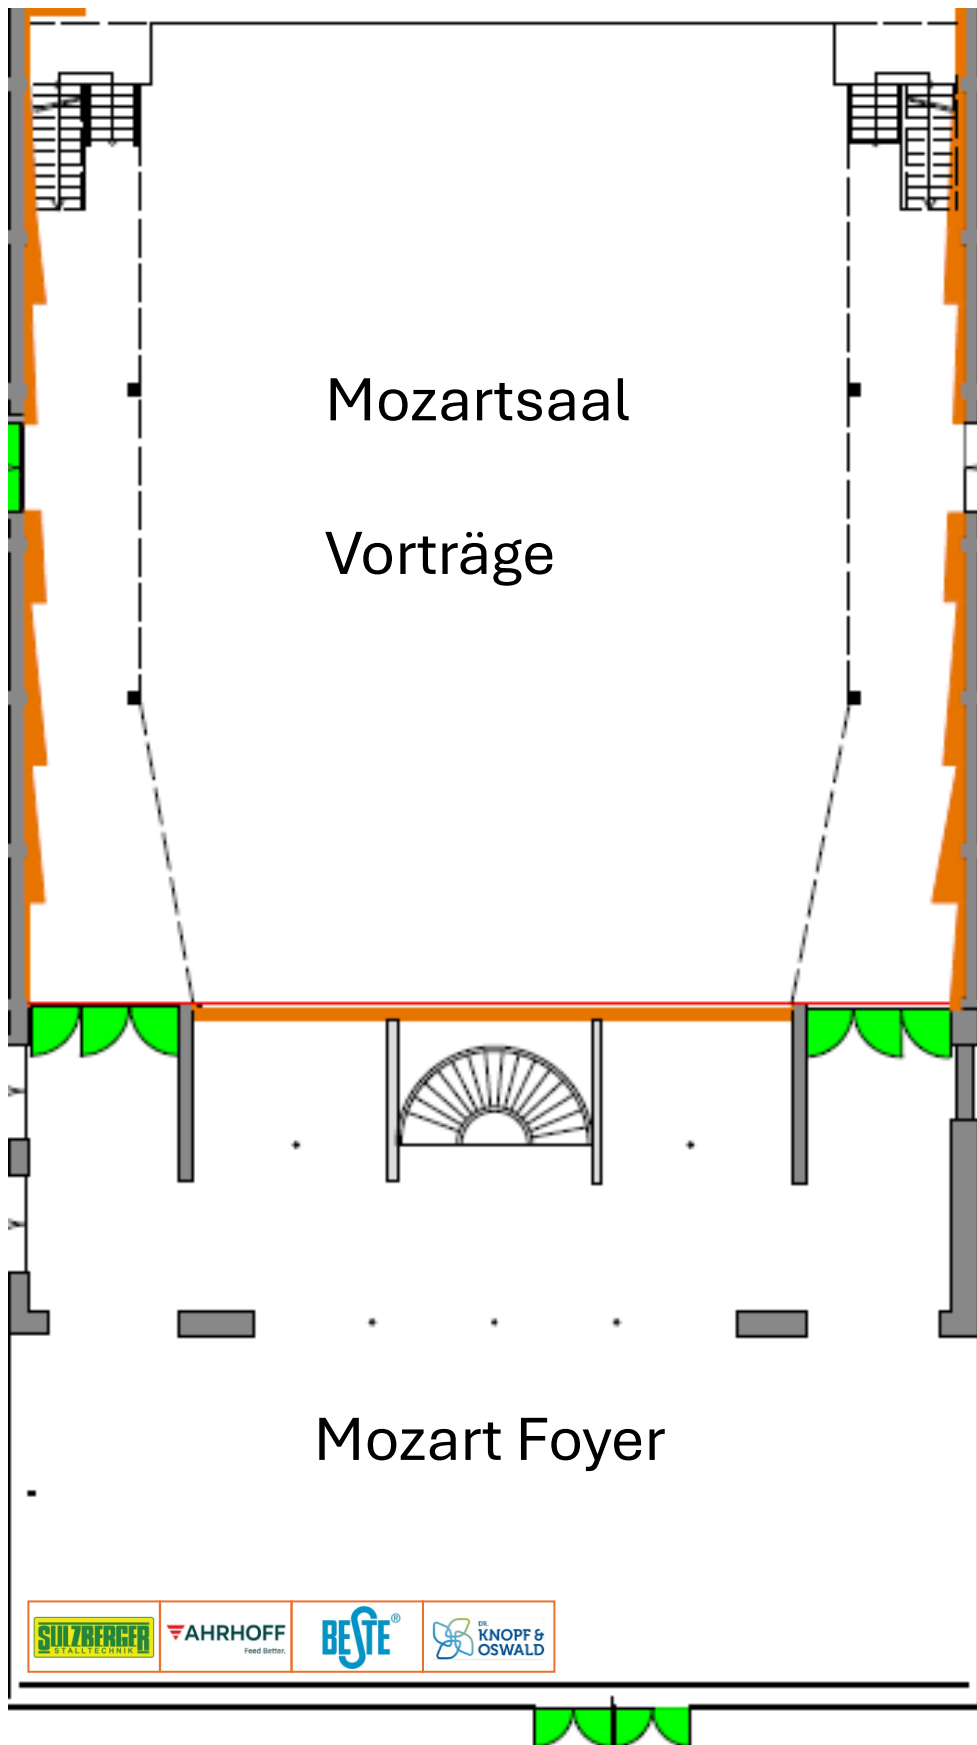 Mozartsaal
Vorträge
Mozart Foyer
SULZBERGER
STALLTECHNIK
AHRHOFF
Feed Better.
BESTE®
DR.
KNOPF &
OSWALD